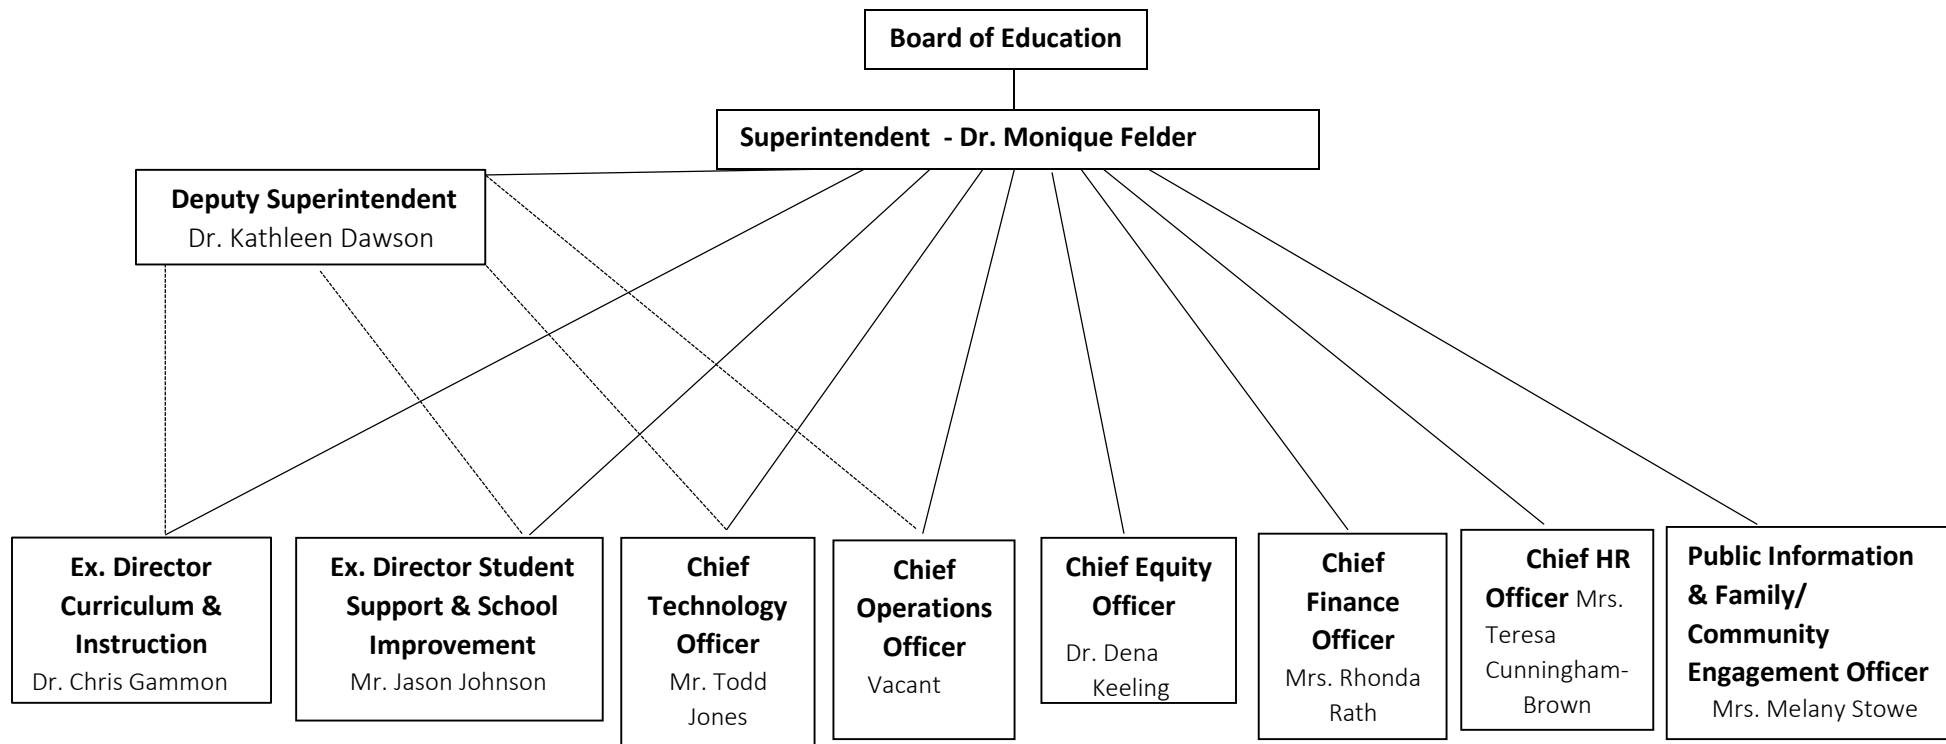 Board of Education
Superintendent - Dr. Monique Felder
Deputy Superintendent
Dr. Kathleen Dawson
Ex. Director
Curriculum &
Instruction
Dr. Chris Gammon
Ex. Director Student
Support & School
Improvement
Mr. Jason Johnson
Chief
Technology
Officer
Mr. Todd
Jones
Chief
Operations
Officer
Vacant
Chief Equity
Officer
Dr. Dena
Keeling
Chief
Finance
Officer
Mrs. Rhonda
Rath
Chief HR
Officer Mrs.
Teresa
Cunningham-
Brown
Public Information
& Family/
Community
Engagement Officer
Mrs. Melany Stowe